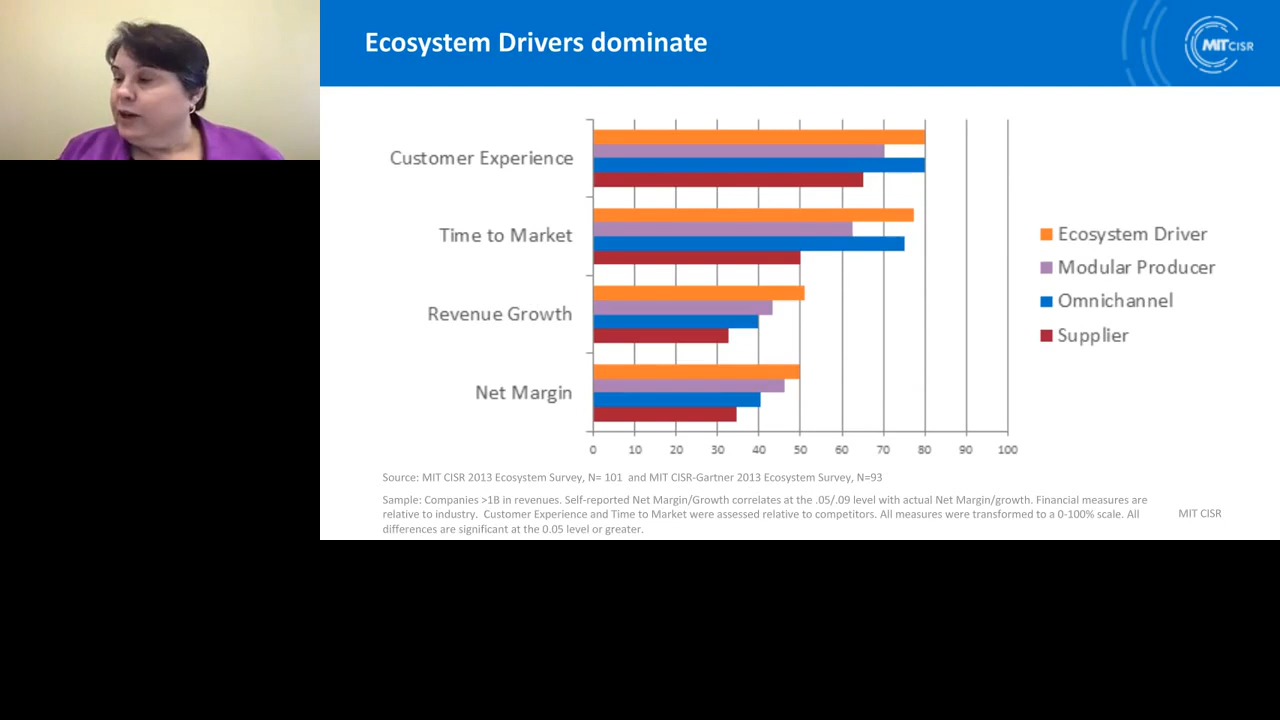 Ecosystem Drivers dominate
MIT CISR
Customer Experience
Time to Market
Revenue Growth
Net Margin
0 10 20 30 40 50 60 70 80 90 100
Ecosystem Driver
Modular Producer
Omnichannel
Supplier
Source: MIT CISR 2013 Ecosystem Survey, N= 101 and MIT CISR-Gartner 2013 Ecosystem Survey, N=93
Sample: Companies >1B in revenues. Self-reported Net Margin/Growth correlates at the .05/.09 level with actual Net Margin/growth. Financial measures are
relative to industry. Customer Experience and Time to Market were assessed relative to competitors. All measures were transformed to a 0-100% scale. All
differences are significant at the 0.05 level or greater.
MIT CISR